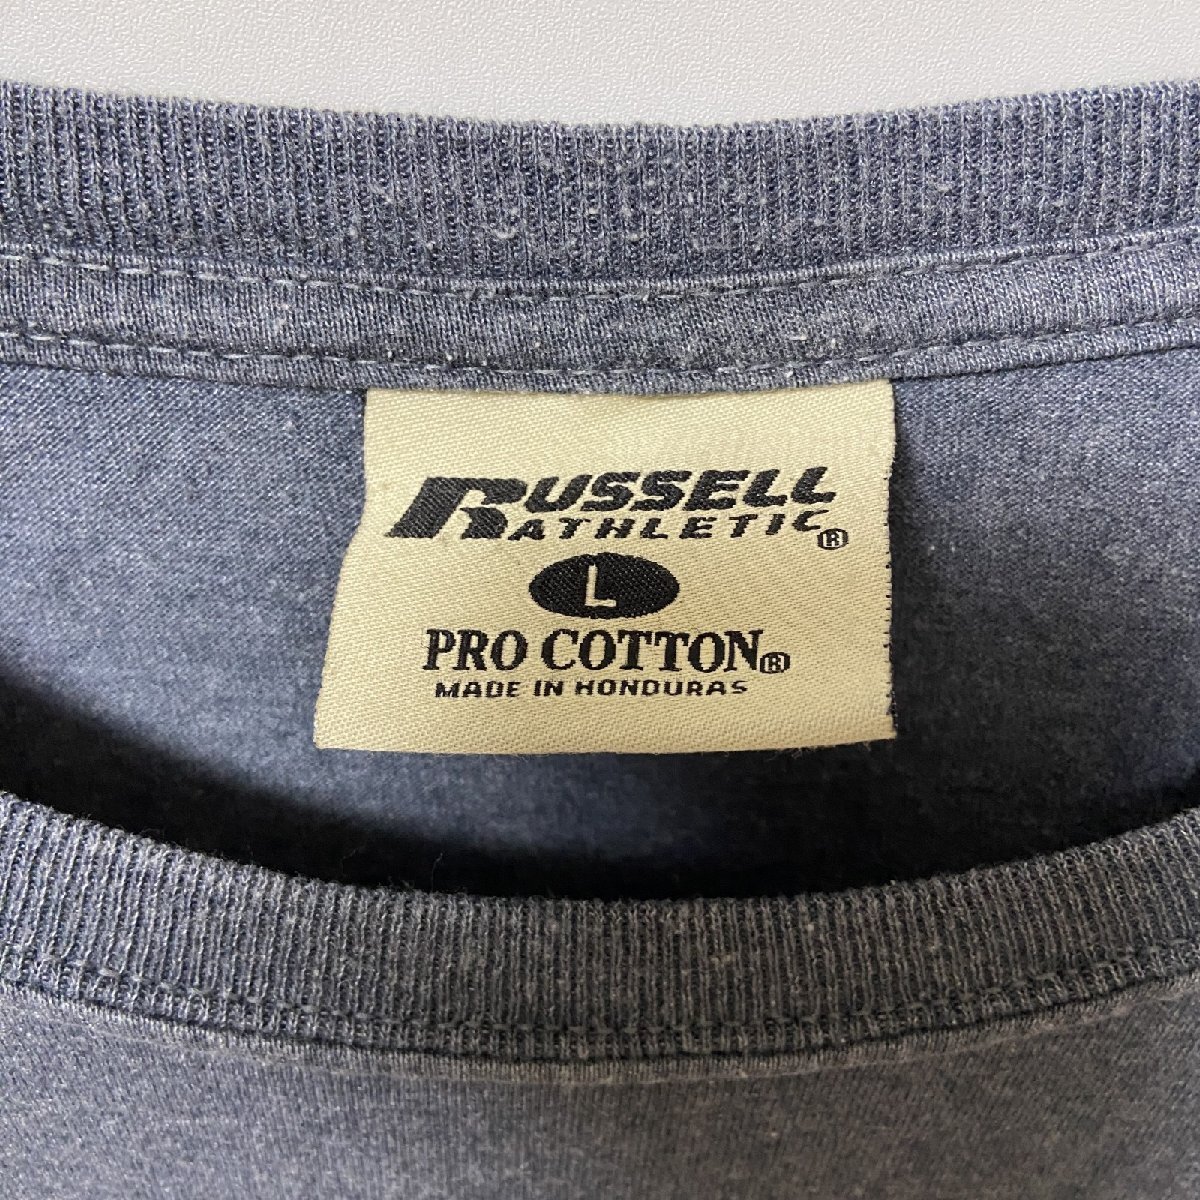 RUSSELL
ATHLETIC®
L
PRO COTTON®
MADE IN HONDURAS